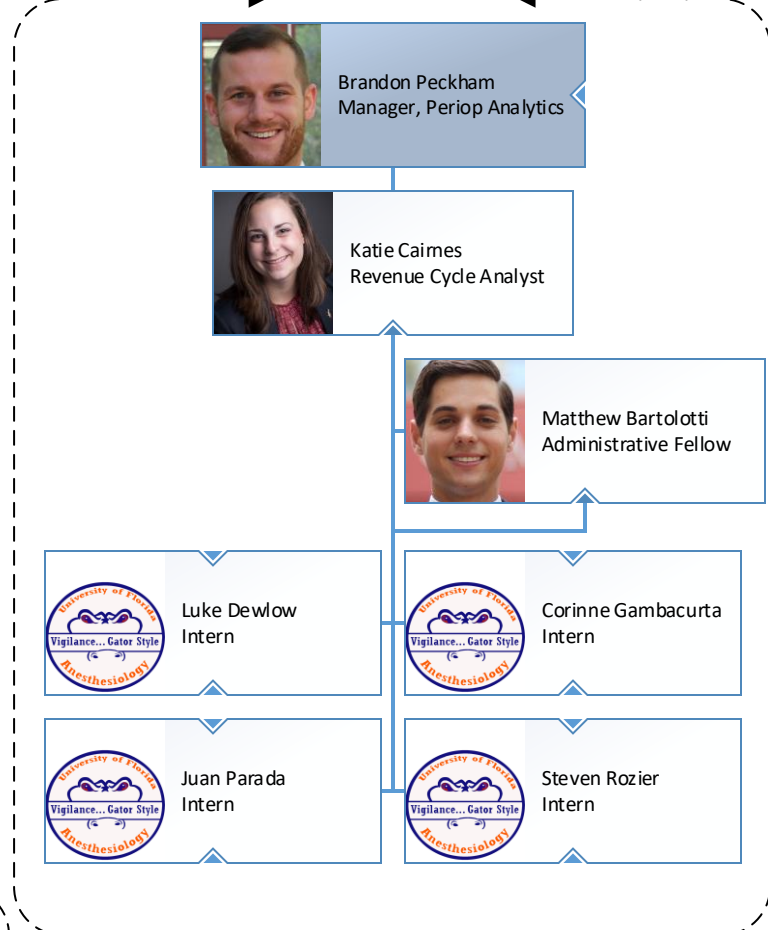 Brandon Peckham
Manager, Periop Analytics
Katie Cairnes
Revenue Cycle Analyst
Matthew Bartolotti
Administrative Fellow
Luke Dewlow
Intern
University of Florida
Vigilance... Gator Style
Anesthesiology
Corinne Gambacurta
Intern
University of Florida
Vigilance... Gator Style
Anesthesiology
Juan Parada
Intern
University of Florida
Vigilance... Gator Style
Anesthesiology
Steven Rozier
Intern
University of Florida
Vigilance... Gator Style
Anesthesiology